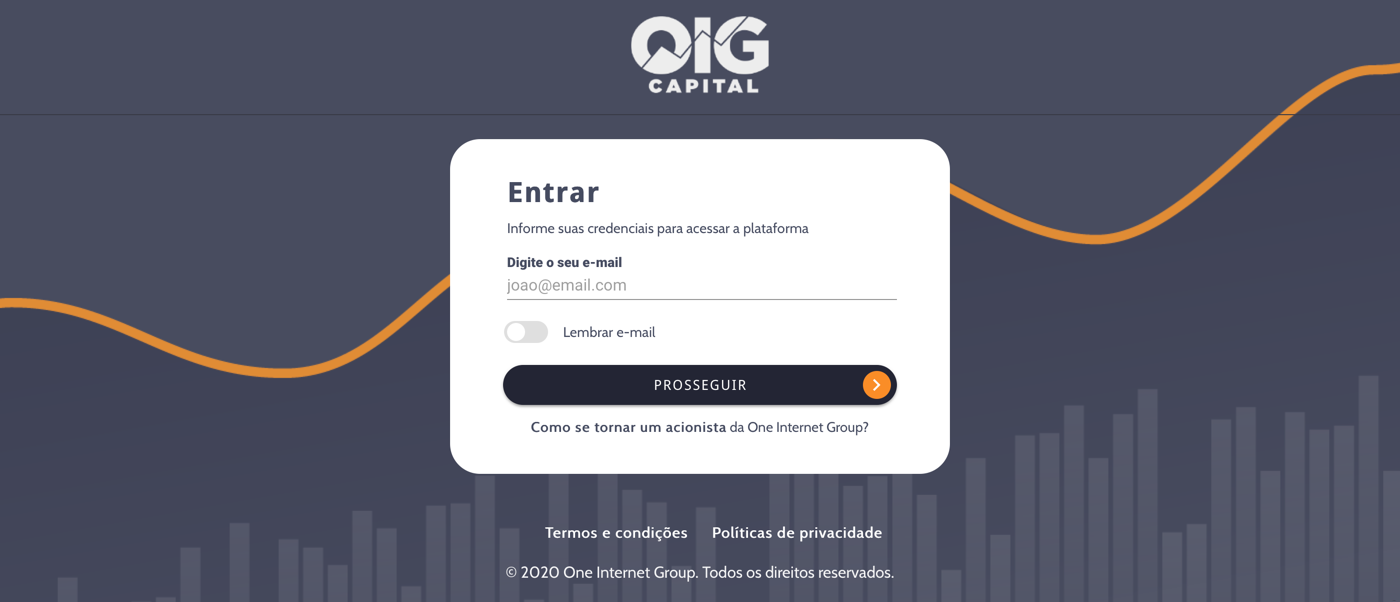 OIG
CAPITAL
Entrar
Informe suas credenciais para acessar a plataforma
Digite o seu e-mail
joao@email.com
Lembrar e-mail
PROSSEGUIR
Como se tornar um acionista da One Internet Group?
Termos e condições Políticas de privacidade
© 2020 One Internet Group. Todos os direitos reservados.